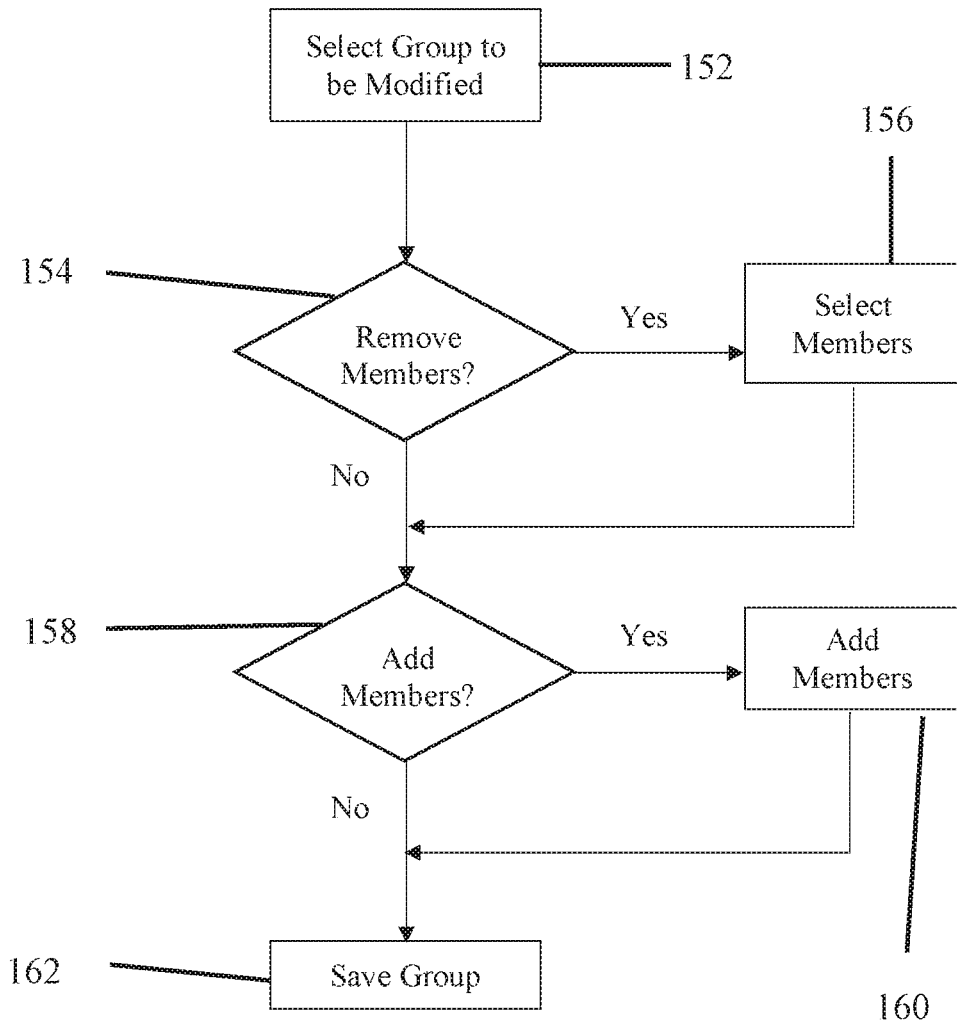 Select Group to
be Modified
152
156
154
Remove
Members?
Yes
Select
Members
No
158
Add
Members?
Yes
Add
Members
No
162
Save Group
160